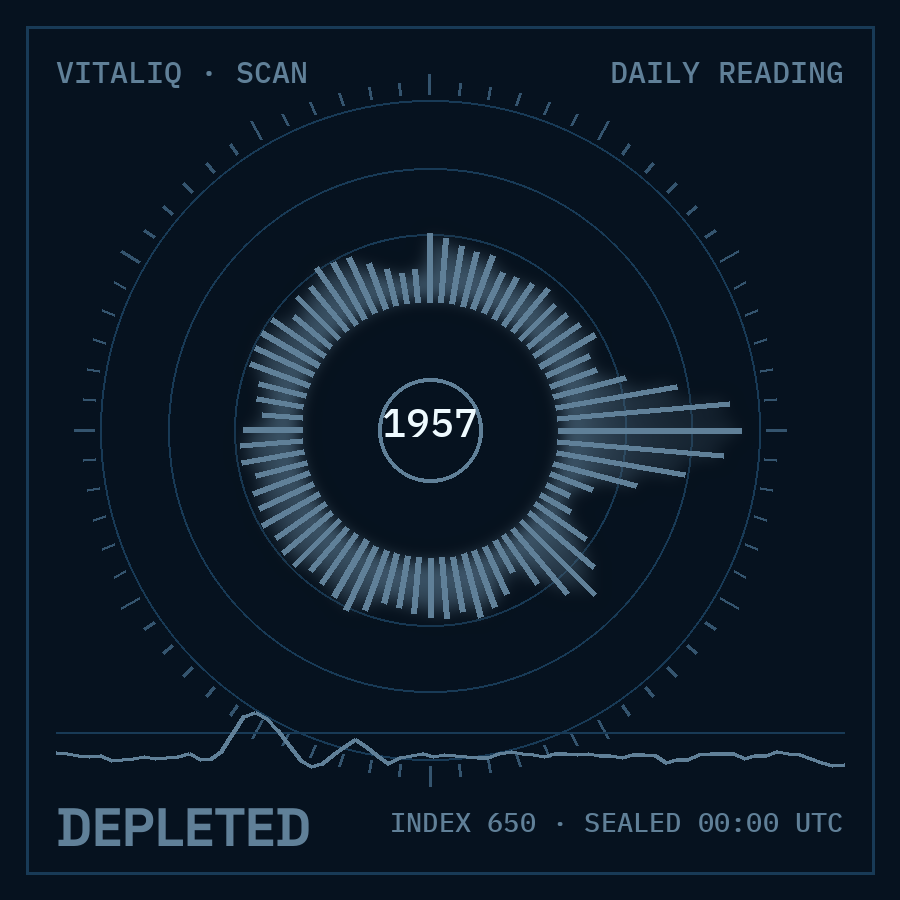 VITALIQ · SCAN
DAILY READING
1957
DEPLETED
INDEX 650 · SEALED 00:00 UTC